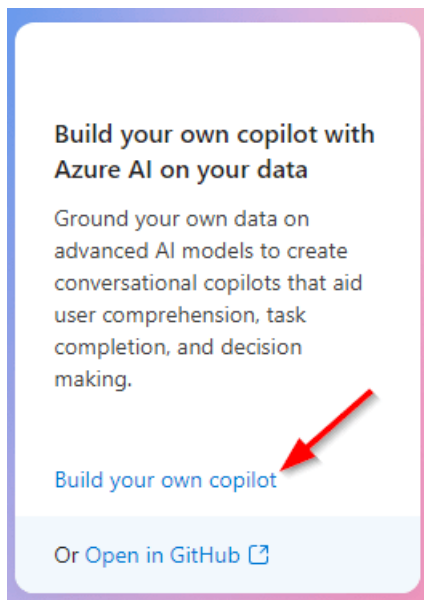 Build your own copilot with
Azure AI on your data
Ground your own data on
advanced AI models to create
conversational copilots that aid
user comprehension, task
completion, and decision
making.
Build your own copilot
Or Open in GitHub